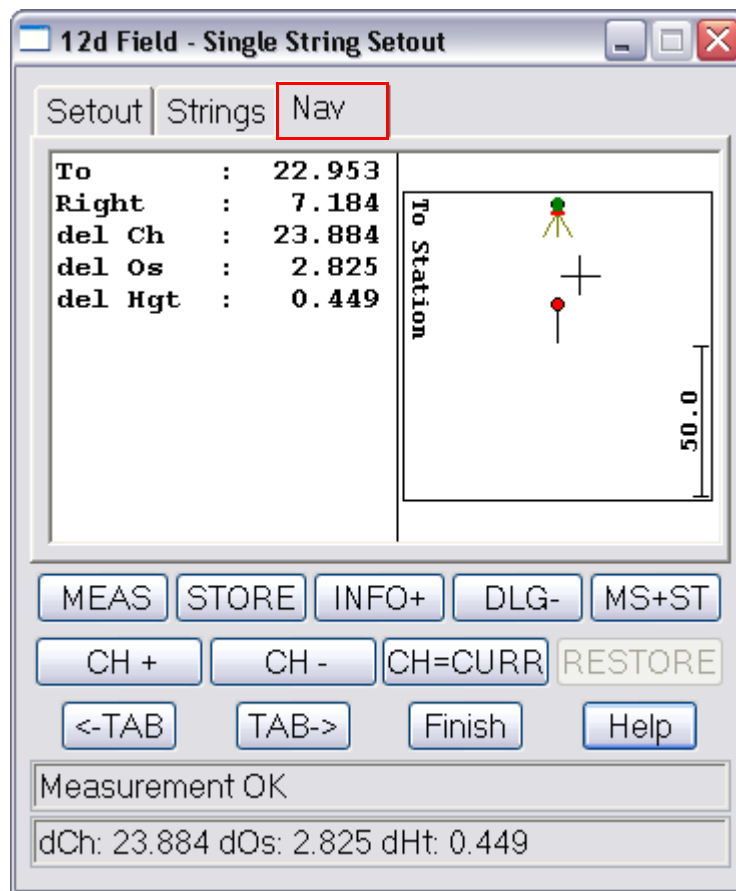 12d Field - Single String Setout
Setout Strings Nav
To : 22.953
Right : 7.184
del Ch : 23.884
del Os : 2.825
del Hgt : 0.449
To Station
50.0
MEAS STORE INFO+ DLG- MS+ST
CH + CH - CH=CURR RESTORE
<-TAB TAB-> Finish Help
Measurement OK
dCh: 23.884 dOs: 2.825 dHt: 0.449